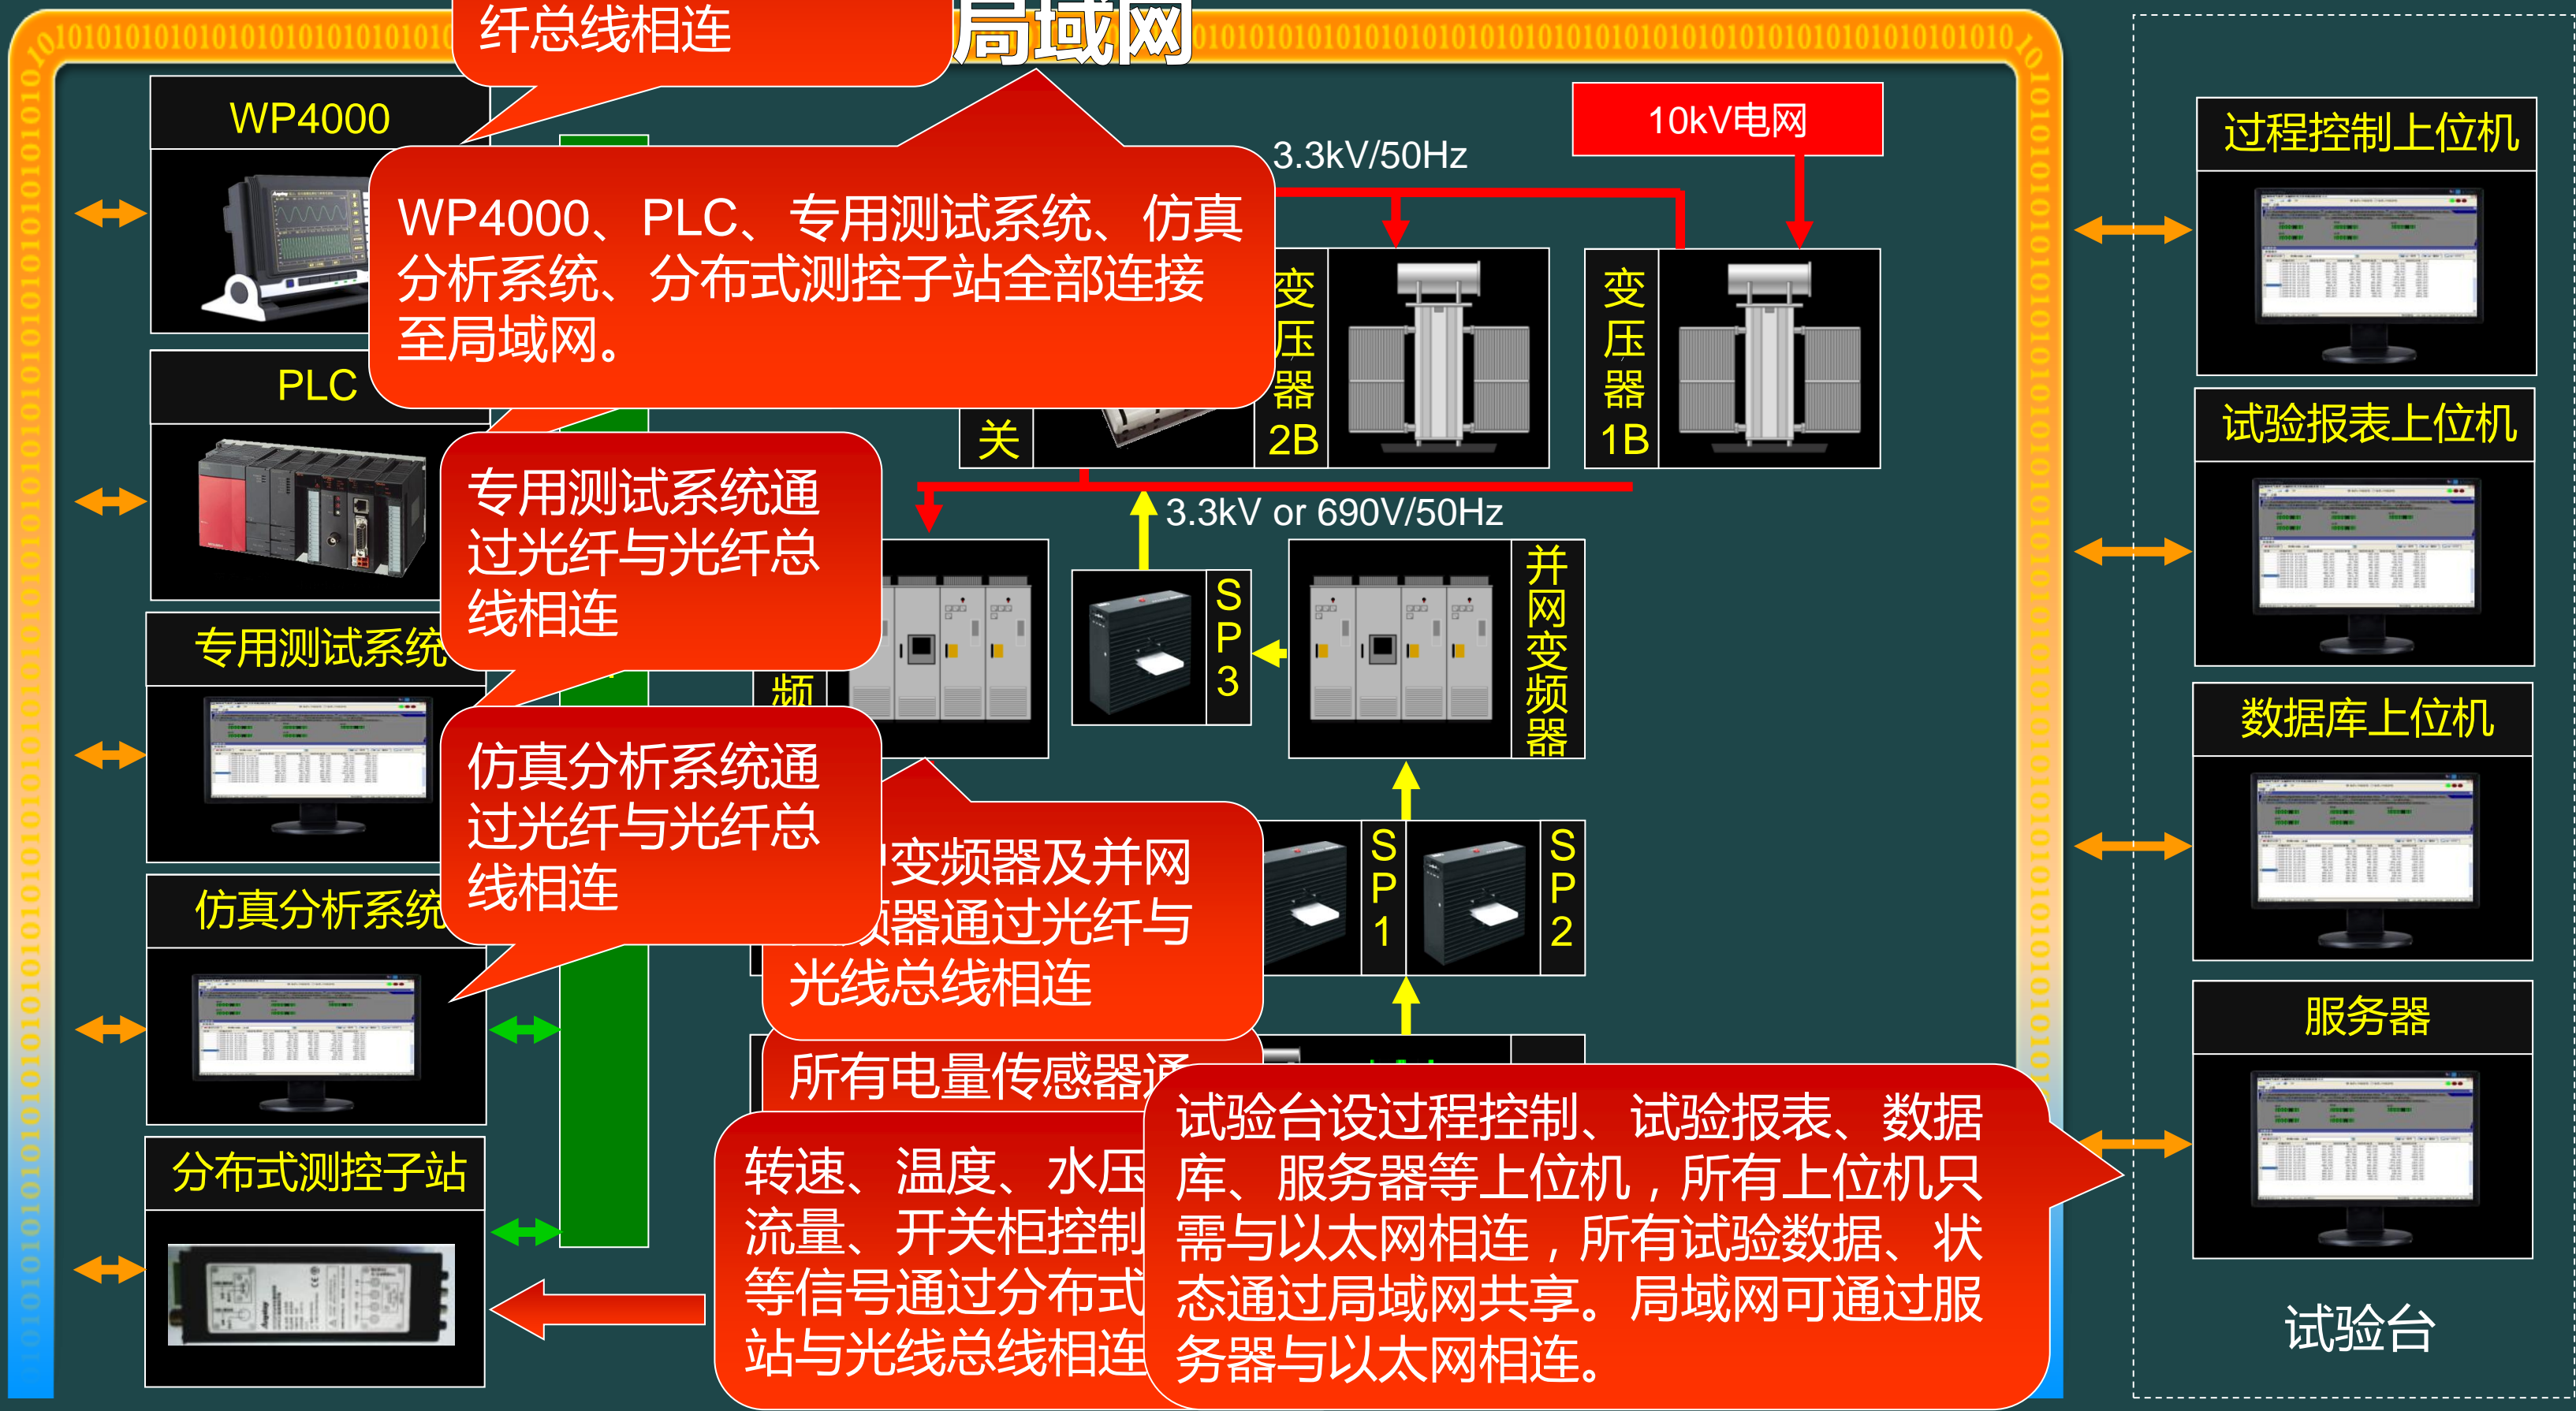 纤总线相连
局域网
WP4000
WP4000、PLC、专用测试系统、仿真
分析系统、分布式测控子站全部连接
至局域网。
PLC
专用测试系统通
过光纤与光纤总
线相连
专用测试系统
仿真分析系统通
过光纤与光纤总
线相连
仿真分析系统
分布式测控子站
10kV电网
3.3kV/50Hz
变压器2B
变压器1B
关
3.3kV or 690V/50Hz
频
SP3
并网变频器
SP1
SP2
变频器及并网
频器通过光纤与
光线总线相连
所有电量传感器通
转速、温度、水压
流量、开关柜控制
等信号通过分布式
站与光线总线相连
试验台设过程控制、试验报表、数据
库、服务器等上位机，所有上位机只
需与以太网相连，所有试验数据、状
态通过局域网共享。局域网可通过服
务器与以太网相连。
过程控制上位机
试验报表上位机
数据库上位机
服务器
试验台